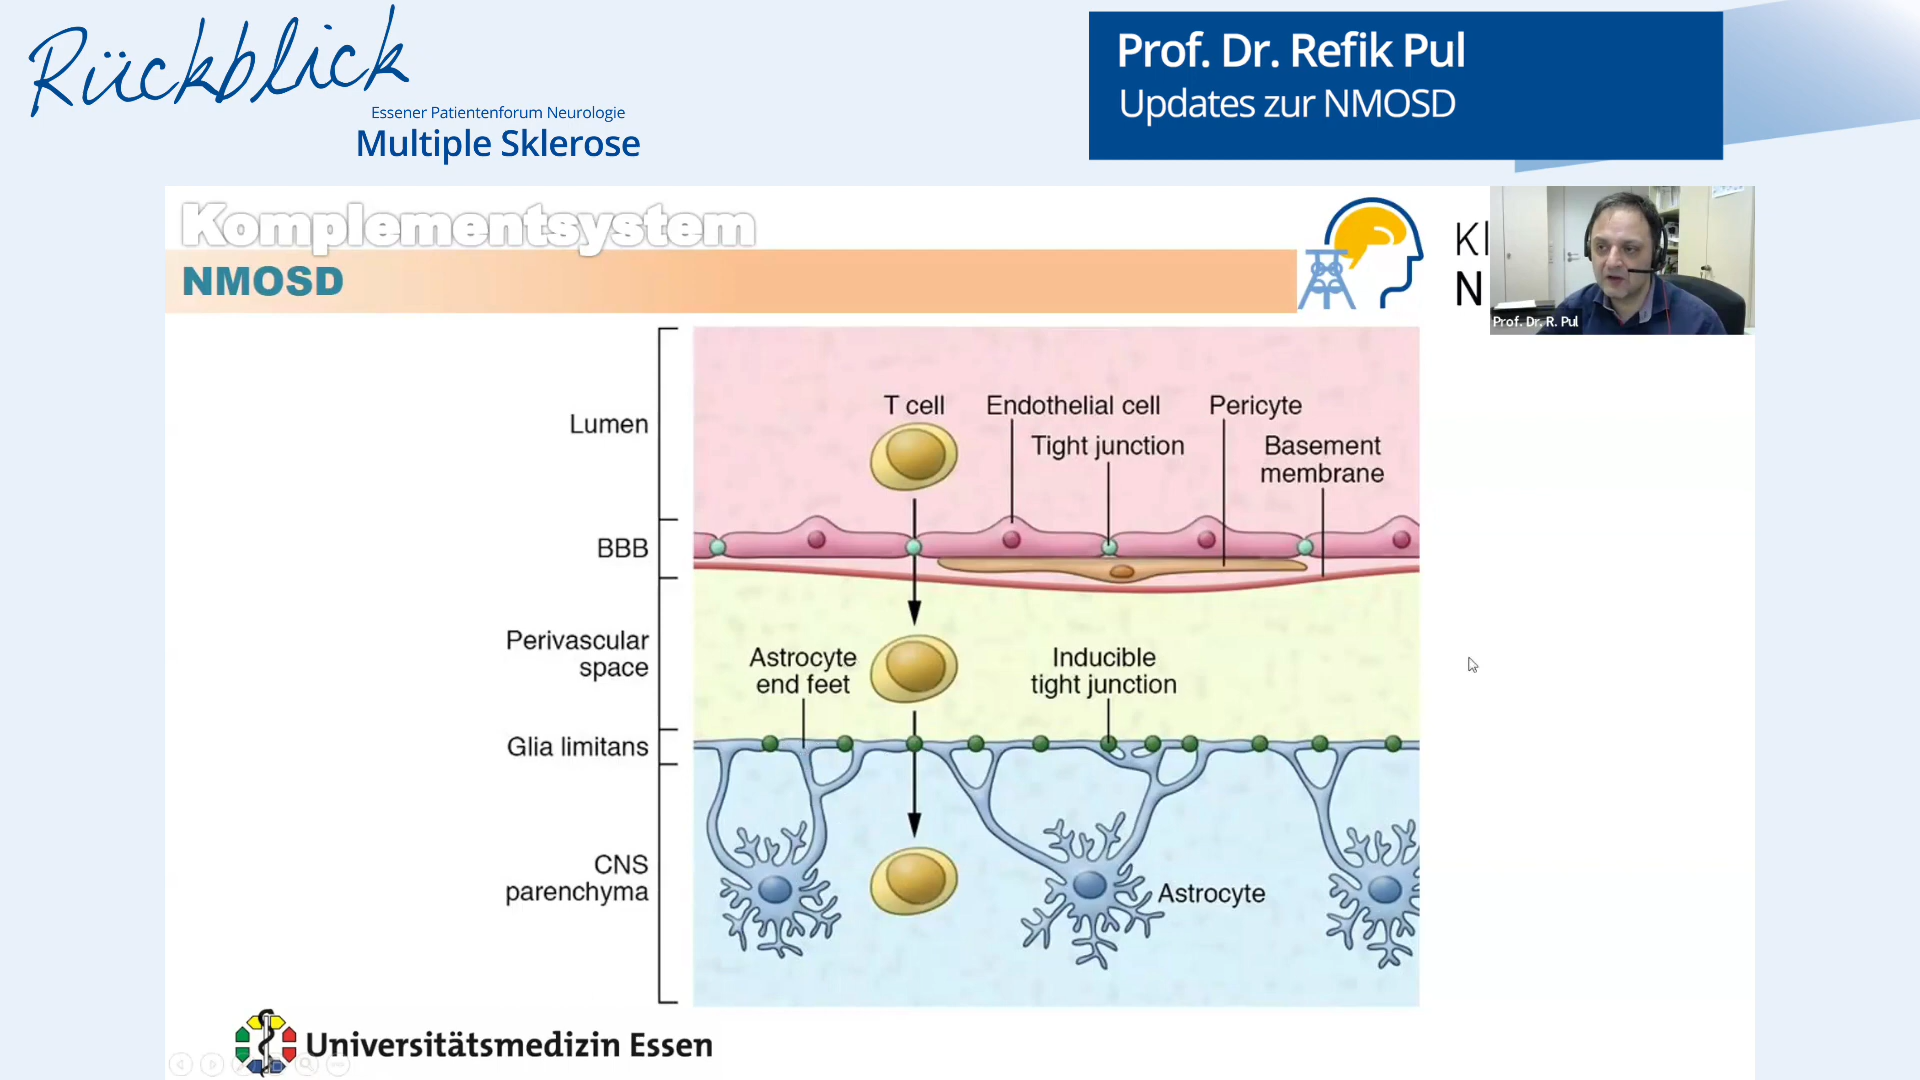 Rückblick
Essener Patientenforum Neurologie
Multiple Sklerose
Prof. Dr. Refik Pul
Updates zur NMOSD
Komplementsystem
NMOSD
Kl
N
Prof. Dr. R. Pul
Lumen
T cell
Endothelial cell
Pericyte
Tight junction
Basement
membrane
BBB
Perivascular
space
Astrocyte
end feet
Inducible
tight junction
Glia limitans
CNS
parenchyma
Astrocyte
Universitätsmedizin Essen